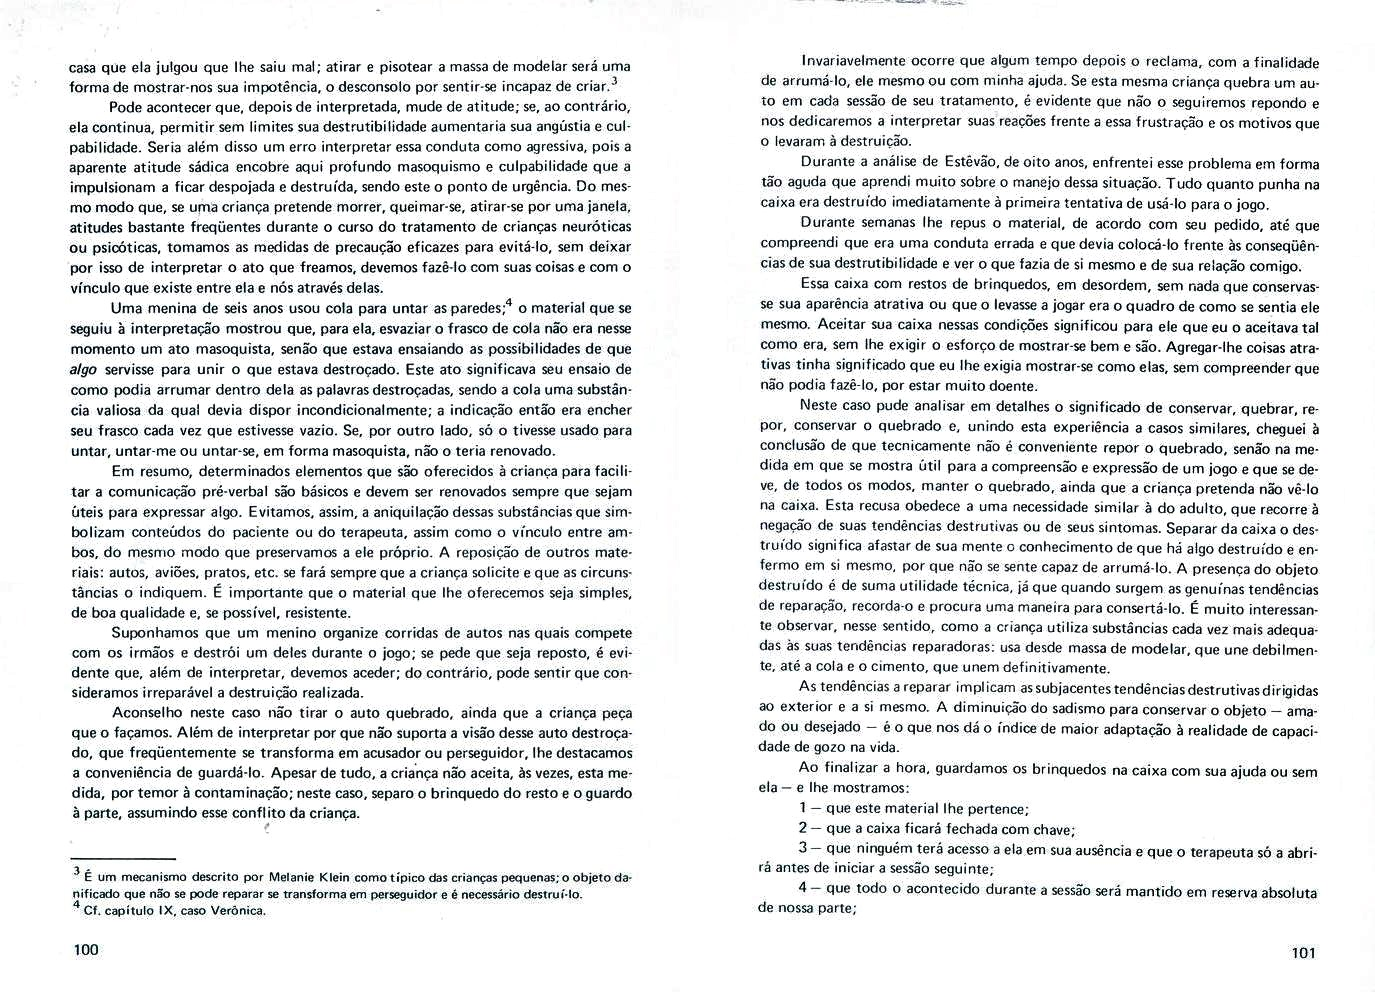 casa que ela julgou que lhe saiu mal; atirar e pisotear a massa de modelar será uma
forma de mostrar-nos sua impotência, o desconsolo por sentir-se incapaz de criar.³
Pode acontecer que, depois de interpretada, mude de atitude; se, ao contrário,
ela continua, permitir sem limites sua destrutibilidade aumentaria sua angústia e cul-
pabilidade. Seria além disso um erro interpretar essa conduta como agressiva, pois a
aparente atitude sádica encobre aqui profundo masoquismo e culpabilidade que a
impulsionam a ficar despojada e destruída, sendo este o ponto de urgência. Do mes-
mo modo que, se uma criança pretende morrer, queimar-se, atirar-se por uma janela,
atitudes bastante freqüentes durante o curso do tratamento de crianças neuróticas
ou psicóticas, tomamos as medidas de precaução eficazes para evitá-lo, sem deixar
por isso de interpretar o ato que freamos, devemos fazê-lo com suas coisas e com o
vínculo que existe entre ela e nós através delas.
Uma menina de seis anos usou cola para untar as paredes;⁴ o material que se
seguiu à interpretação mostrou que, para ela, esvaziar o frasco de cola não era nesse
momento um ato masoquista, senão que estava ensaiando as possibilidades de que
algo servisse para unir o que estava destroçado. Este ato significava seu ensaio de
como podia arrumar dentro dela as palavras destroçadas, sendo a cola uma substân-
cia valiosa da qual devia dispor incondicionalmente; a indicação então era encher
seu frasco cada vez que estivesse vazio. Se, por outro lado, só o tivesse usado para
untar, untar-me ou untar-se, em forma masoquista, não o teria renovado.
Em resumo, determinados elementos que são oferecidos à criança para facili-
tar a comunicação pré-verbal são básicos e devem ser renovados sempre que sejam
úteis para expressar algo. Evitamos, assim, a aniquilação dessas substâncias que sim-
bolizam conteúdos do paciente ou do terapeuta, assim como o vínculo entre am-
bos, do mesmo modo que preservamos a ele próprio. A reposição de outros mate-
riais: autos, aviões, pratos, etc. se fará sempre que a criança solicite e que as circuns-
tâncias o indiquem. É importante que o material que lhe oferecemos seja simples,
de boa qualidade e, se possível, resistente.
Suponhamos que um menino organize corridas de autos nas quais compete
com os irmãos e destrói um deles durante o jogo; se pede que seja reposto, é evi-
dente que, além de interpretar, devemos aceder; do contrário, pode sentir que con-
sideramos irreparável a destruição realizada.
Aconselho neste caso não tirar o auto quebrado, ainda que a criança peça
que o façamos. Além de interpretar por que não suporta a visão desse auto destroça-
do, que freqüentemente se transforma em acusador ou perseguidor, lhe destacamos
a conveniência de guardá-lo. Apesar de tudo, a criança não aceita, às vezes, esta me-
dida, por temor à contaminação; neste caso, separo o brinquedo do resto e o guardo
à parte, assumindo esse conflito da criança.
³ É um mecanismo descrito por Melanie Klein como típico das crianças pequenas; o objeto da-
nificado que não se pode reparar se transforma em perseguidor e é necessário destruí-lo.
⁴ Cf. capítulo IX, caso Verônica.
100
Invariavelmente ocorre que algum tempo depois o reclama, com a finalidade
de arrumá-lo, ele mesmo ou com minha ajuda. Se esta mesma criança quebra um au-
to em cada sessão de seu tratamento, é evidente que não o seguiremos repondo e
nos dedicaremos a interpretar suas reações frente a essa frustração e os motivos que
o levaram à destruição.
Durante a análise de Estêvão, de oito anos, enfrentei esse problema em forma
tão aguda que aprendi muito sobre o manejo dessa situação. Tudo quanto punha na
caixa era destruído imediatamente à primeira tentativa de usá-lo para o jogo.
Durante semanas lhe repus o material, de acordo com seu pedido, até que
compreendi que era uma conduta errada e que devia colocá-lo frente às conseqüên-
cias de sua destrutibilidade e ver o que fazia de si mesmo e de sua relação comigo.
Essa caixa com restos de brinquedos, em desordem, sem nada que conservas-
se sua aparência atrativa ou que o levasse a jogar era o quadro de como se sentia ele
mesmo. Aceitar sua caixa nessas condições significou para ele que eu o aceitava tal
como era, sem lhe exigir o esforço de mostrar-se bem e são. Agregar-lhe coisas atra-
tivas tinha significado que eu lhe exigia mostrar-se como elas, sem compreender que
não podia fazê-lo, por estar muito doente.
Neste caso pude analisar em detalhes o significado de conservar, quebrar, re-
por, conservar o quebrado e, unindo esta experiência a casos similares, cheguei à
conclusão de que tecnicamente não é conveniente repor o quebrado, senão na me-
dida em que se mostra útil para a compreensão e expressão de um jogo e que se de-
ve, de todos os modos, manter o quebrado, ainda que a criança pretenda não vê-lo
na caixa. Esta recusa obedece a uma necessidade similar à do adulto, que recorre à
negação de suas tendências destrutivas ou de seus sintomas. Separar da caixa o des-
truído significa afastar de sua mente o conhecimento de que há algo destruído e en-
fermo em si mesmo, por que não se sente capaz de arrumá-lo. A presença do objeto
destruído é de suma utilidade técnica, já que quando surgem as genuínas tendências
de reparação, recorda-o e procura uma maneira para consertá-lo. É muito interessan-
te observar, nesse sentido, como a criança utiliza substâncias cada vez mais adequa-
das às suas tendências reparadoras: usa desde massa de modelar, que une debilmen-
te, até a cola e o cimento, que unem definitivamente.
As tendências a reparar implicam as subjacentes tendências destrutivas dirigidas
ao exterior e a si mesmo. A diminuição do sadismo para conservar o objeto — ama-
do ou desejado — é o que nos dá o índice de maior adaptação à realidade de capaci-
dade de gozo na vida.
Ao finalizar a hora, guardamos os brinquedos na caixa com sua ajuda ou sem
ela — e lhe mostramos:
1 — que este material lhe pertence;
2 — que a caixa ficará fechada com chave;
3 — que ninguém terá acesso a ela em sua ausência e que o terapeuta só a abri-
rá antes de iniciar a sessão seguinte;
4 — que todo o acontecido durante a sessão será mantido em reserva absoluta
de nossa parte;
101